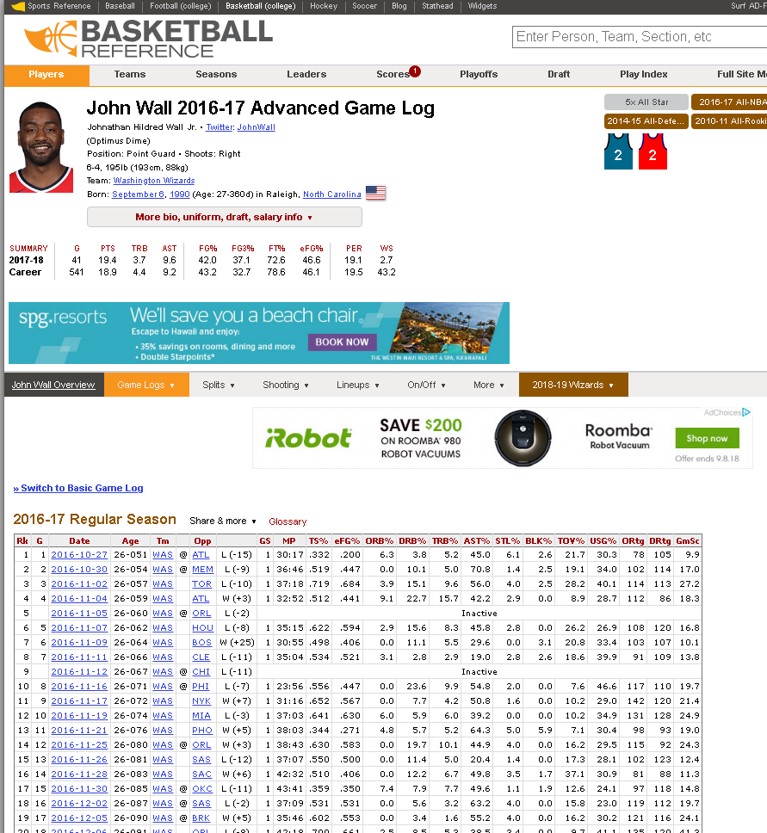 Sports Reference Baseball Football (college) Basketball (college) Hockey Soccer Blog Stathead Widgets Surf AD-F
BASKETBALL
REFERENCE
Enter Person, Team, Section, etc
Players Teams Seasons Leaders Scores 1 Playoffs Draft Play Index Full Site M
John Wall 2016-17 Advanced Game Log
Johnathan Hildred Wall Jr. • Twitter: JohnWall
(Optimus Dime)
Position: Point Guard • Shoots: Right
6-4, 195lb (193cm, 88kg)
Team: Washington Wizards
Born: September 6, 1990 (Age: 27-360d) in Raleigh, North Carolina
More bio, uniform, draft, salary info ▼
5x All Star 2016-17 All-NBA
2014-15 All-Defe... 2010-11 All-Rooki
2 2
SUMMARY G PTS TRB AST FG% FG3% FT% eFG% PER WS
2017-18 41 19.4 3.7 9.6 42.0 37.1 72.6 46.6 19.1 2.7
Career 541 18.9 4.4 9.2 43.2 32.7 78.6 46.1 19.5 43.2
spg.resorts We'll save you a beach chair.
Escape to Hawaii and enjoy:
• 35% savings on rooms, dining and more
• Double Starpoints*
BOOK NOW
THE WESTIN MAUI RESORT & SPA, KA'ANAPALI
John Wall Overview Game Logs ▼ Splits ▼ Shooting ▼ Lineups ▼ On/Off ▼ More ▼ 2018-19 Wizards ▼
AdChoices
iRobot SAVE $200
ON ROOMBA® 980
ROBOT VACUUMS
Roomba®
Robot Vacuum
Shop now
Offer ends 9.8.18
» Switch to Basic Game Log
2016-17 Regular Season Share & more ▼ Glossary
Rk G Date Age Tm Opp GS MP TS% eFG% ORB% DRB% TRB% AST% STL% BLK% TOV% USG% ORtg DRtg GmSc
1 1 2016-10-27 26-051 WAS @ ATL L (-15) 1 30:17 .332 .200 6.3 3.8 5.2 45.0 6.1 2.6 21.7 30.3 78 105 9.9
2 2 2016-10-30 26-054 WAS @ MEM L (-9) 1 36:46 .519 .447 0.0 10.1 5.0 70.8 1.4 2.5 19.1 34.0 102 114 17.0
3 3 2016-11-02 26-057 WAS TOR L (-10) 1 37:18 .719 .684 3.9 15.1 9.6 56.0 4.0 2.5 28.2 40.1 114 113 27.2
4 4 2016-11-04 26-059 WAS ATL W (+3) 1 32:52 .512 .441 9.1 22.7 15.7 42.2 2.9 0.0 8.9 28.7 112 86 18.3
5 2016-11-05 26-060 WAS @ ORL L (-2) Inactive
6 5 2016-11-07 26-062 WAS HOU L (-8) 1 35:15 .622 .594 2.9 15.6 8.3 45.8 2.8 0.0 26.2 26.9 108 120 16.8
7 6 2016-11-09 26-064 WAS BOS W (+25) 1 30:55 .498 .406 0.0 11.1 5.5 29.6 0.0 3.1 20.8 33.4 103 107 10.1
8 7 2016-11-11 26-066 WAS CLE L (-11) 1 35:04 .534 .521 3.1 2.8 2.9 19.0 2.8 2.6 18.6 39.9 91 109 13.8
9 2016-11-12 26-067 WAS @ CHI L (-11) Inactive
10 8 2016-11-16 26-071 WAS @ PHI L (-7) 1 23:56 .556 .447 0.0 23.6 9.9 54.8 2.0 0.0 7.6 46.6 117 110 19.7
11 9 2016-11-17 26-072 WAS NYK W (+7) 1 31:16 .652 .567 0.0 7.7 4.2 50.8 1.6 0.0 10.2 29.0 142 120 21.4
12 10 2016-11-19 26-074 WAS MIA L (-3) 1 37:03 .641 .630 6.0 5.9 6.0 39.2 0.0 0.0 10.2 34.9 131 128 24.9
13 11 2016-11-21 26-076 WAS PHO W (+5) 1 38:03 .344 .271 4.8 5.7 5.2 64.3 5.0 5.9 7.1 30.4 98 93 19.0
14 12 2016-11-25 26-080 WAS @ ORL W (+3) 1 38:43 .630 .583 0.0 19.7 10.1 44.9 4.0 0.0 16.2 29.5 115 92 24.3
15 13 2016-11-26 26-081 WAS SAS L (-12) 1 37:07 .550 .500 0.0 11.4 5.0 20.4 1.4 0.0 17.3 28.1 102 123 12.4
16 14 2016-11-28 26-083 WAS SAC W (+6) 1 42:32 .510 .406 0.0 12.2 6.7 49.8 3.5 1.7 37.1 30.9 81 88 11.3
17 15 2016-11-30 26-085 WAS @ OKC L (-11) 1 43:41 .359 .350 7.4 7.9 7.7 49.6 1.1 1.9 12.6 24.1 97 118 14.8
18 16 2016-12-02 26-087 WAS @ SAS L (-2) 1 37:09 .531 .531 0.0 5.6 3.2 63.2 4.0 0.0 15.8 23.0 119 112 19.7
19 17 2016-12-05 26-090 WAS @ BRK W (+5) 1 35:46 .602 .553 0.0 3.4 1.6 55.2 4.0 0.0 16.2 30.2 121 116 24.1